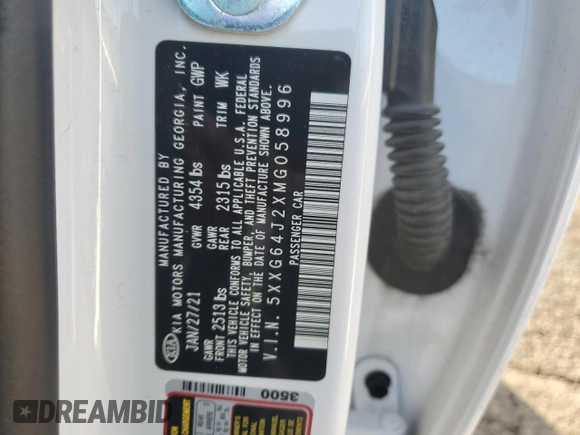 MANUFACTURED BY
KIA MOTORS MANUFACTURING GEORGIA, INC.
JAN/27/21 GVWR 4354 lbs PAINT GWP
GAWR FRONT 2513 lbs GAWR REAR 2315 lbs TRIM WK
THIS VEHICLE CONFORMS TO ALL APPLICABLE U.S.A. FEDERAL
MOTOR VEHICLE SAFETY, BUMPER, AND THEFT PREVENTION STANDARDS
IN EFFECT ON THE DATE OF MANUFACTURE SHOWN ABOVE.
V.I.N. 5XXG64J2XMG058996
PASSENGER CAR
KIA
3500
DREAMBID